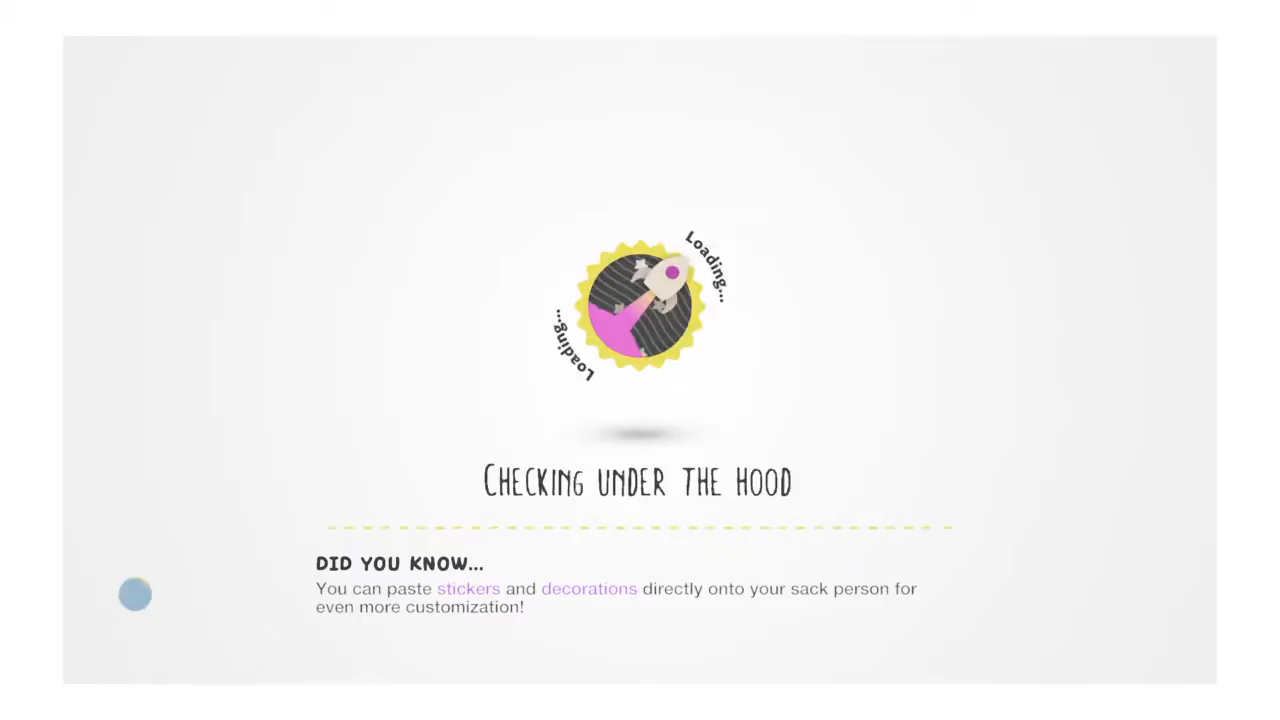 Loading...
Loading...
CHECKING UNDER THE HOOD
DID YOU KNOW...
You can paste stickers and decorations directly onto your sack person for
even more customization!